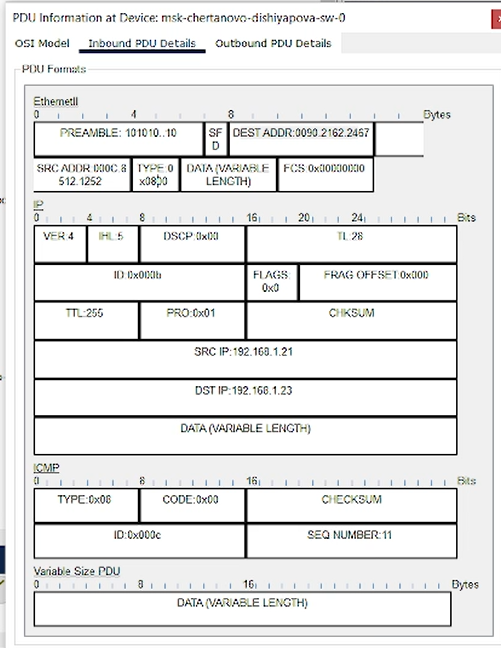 PDU Information at Device: msk-chertanovo-dishiyapova-sw-0
OSI Model Inbound PDU Details Outbound PDU Details
PDU Formats
EthernetII
0 4 8 Bytes
PREAMBLE: 101010..10 SFD DEST ADDR:0090.2162.2467
SRC ADDR:000C.6512.1252 TYPE:0x0800 DATA (VARIABLE LENGTH) FCS:0x00000000
IP
0 4 8 16 20 24 Bits
VER:4 IHL:5 DSCP:0x00 TL:28
ID:0x000b FLAGS:0x0 FRAG OFFSET:0x000
TTL:255 PRO:0x01 CHKSUM
SRC IP:192.168.1.21
DST IP:192.168.1.23
DATA (VARIABLE LENGTH)
ICMP
0 8 16 Bits
TYPE:0x08 CODE:0x00 CHECKSUM
ID:0x000c SEQ NUMBER:11
Variable Size PDU
0 8 16 Bytes
DATA (VARIABLE LENGTH)